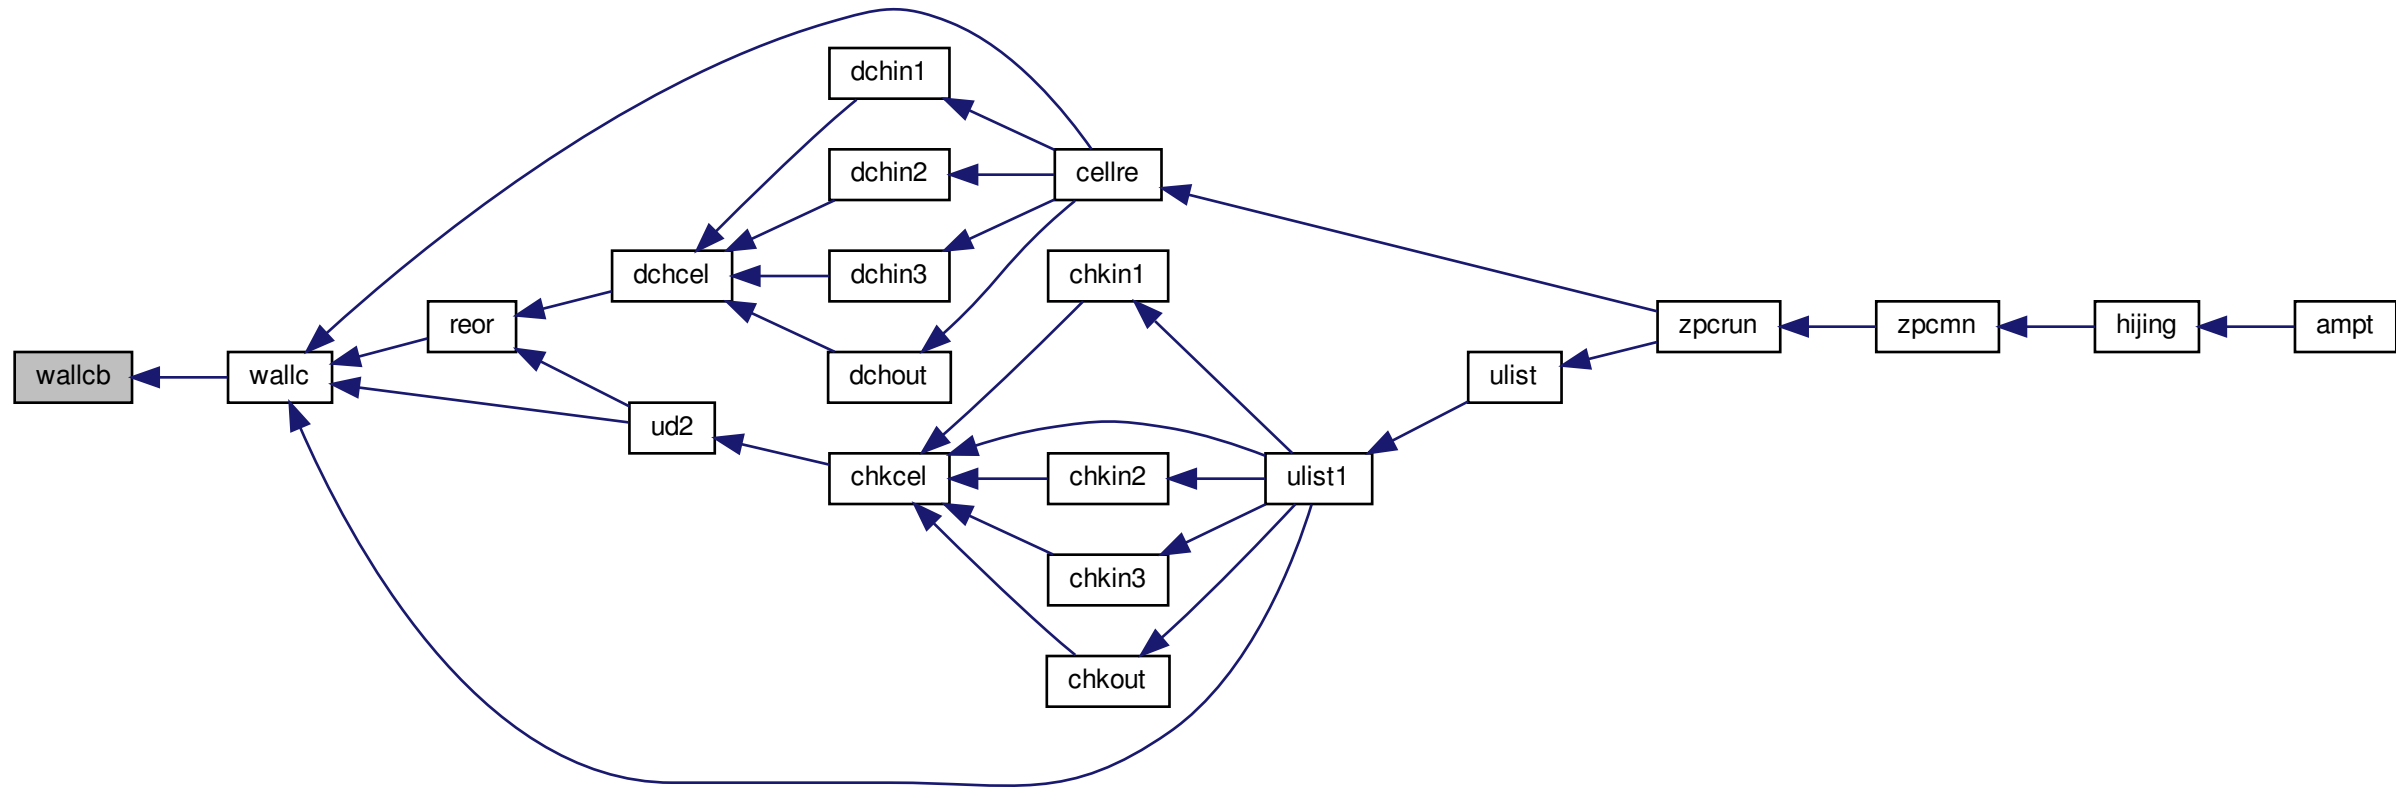 wallcb
wallc
reor
ud2
dchcel
dchin1
dchin2
dchin3
dchout
chkcel
cellre
chkin1
chkin2
chkin3
chkout
ulist1
ulist
zpcrun
zpcmn
hijing
ampt